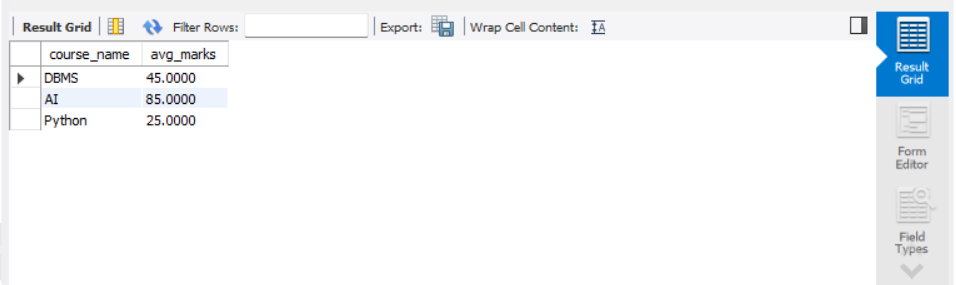 Result Grid Filter Rows: Export: Wrap Cell Content: IA
course_name avg_marks
DBMS 45.0000
AI 85.0000
Python 25.0000
Result
Grid
Form
Editor
Field
Types